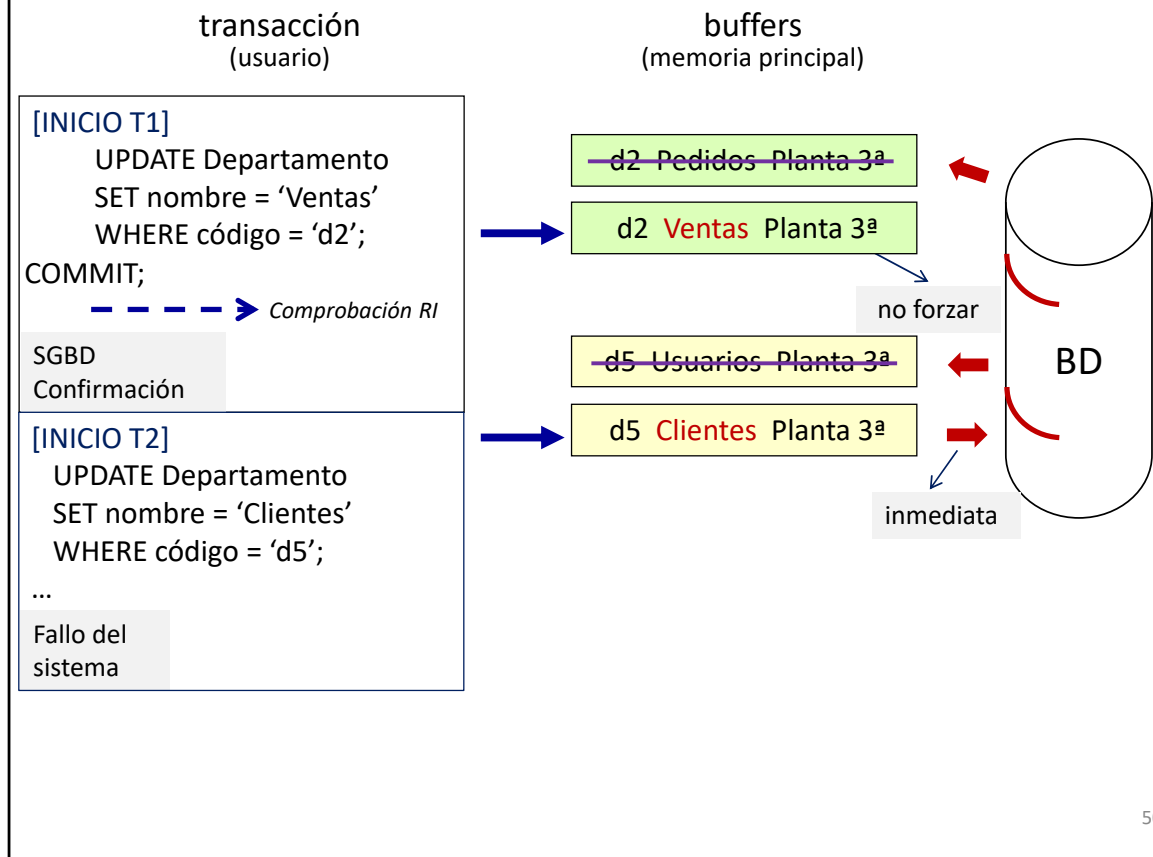 transacción
(usuario)
buffers
(memoria principal)
[INICIO T1]
UPDATE Departamento
SET nombre = ‘Ventas’
WHERE código = ‘d2’;
COMMIT;
Comprobación RI
SGBD
Confirmación
[INICIO T2]
UPDATE Departamento
SET nombre = ‘Clientes’
WHERE código = ‘d5’;
…
Fallo del
sistema
d2 Pedidos Planta 3ª
d2 Ventas Planta 3ª
no forzar
d5 Usuarios Planta 3ª
d5 Clientes Planta 3ª
inmediata
BD